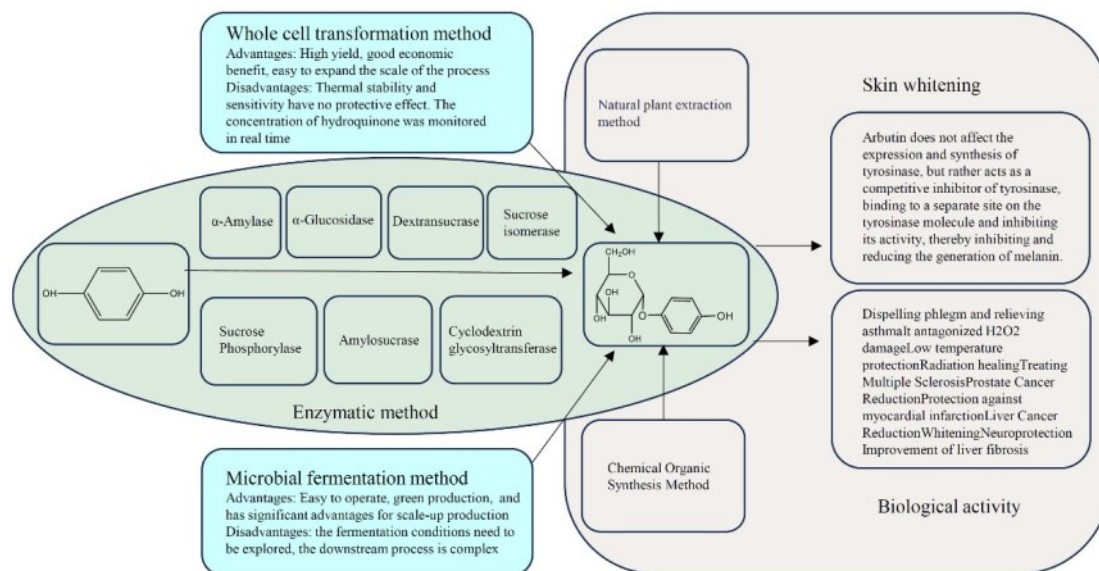 Whole cell transformation method
Advantages: High yield, good economic
benefit, easy to expand the scale of the process
Disadvantages: Thermal stability and
sensitivity have no protective effect. The
concentration of hydroquinone was monitored
in real time
Natural plant extraction
method
Skin whitening
Arbutin does not affect the
expression and synthesis of
tyrosinase, but rather acts as a
competitive inhibitor of tyrosinase,
binding to a separate site on the
tyrosinase molecule and inhibiting
its activity, thereby inhibiting and
reducing the generation of melanin.
α-Amylase
α-Glucosidase
Dextransucrase
Sucrose
isomerase
OH
OH
CH2OH
O
OH
OH
O
OH
OH
Sucrose
Phosphorylase
Amylosucrase
Cyclodextrin
glycosyltransferase
Enzymatic method
Dispelling phlegm and relieving
asthmaIt antagonized H2O2
damageLow temperature
protectionRadiation healingTreating
Multiple SclerosisProstate Cancer
ReductionProtection against
myocardial infarctionLiver Cancer
ReductionWhiteningNeuroprotection
Improvement of liver fibrosis
Microbial fermentation method
Advantages: Easy to operate, green production, and
has significant advantages for scale-up production
Disadvantages: the fermentation conditions need to
be explored, the downstream process is complex
Chemical Organic
Synthesis Method
Biological activity